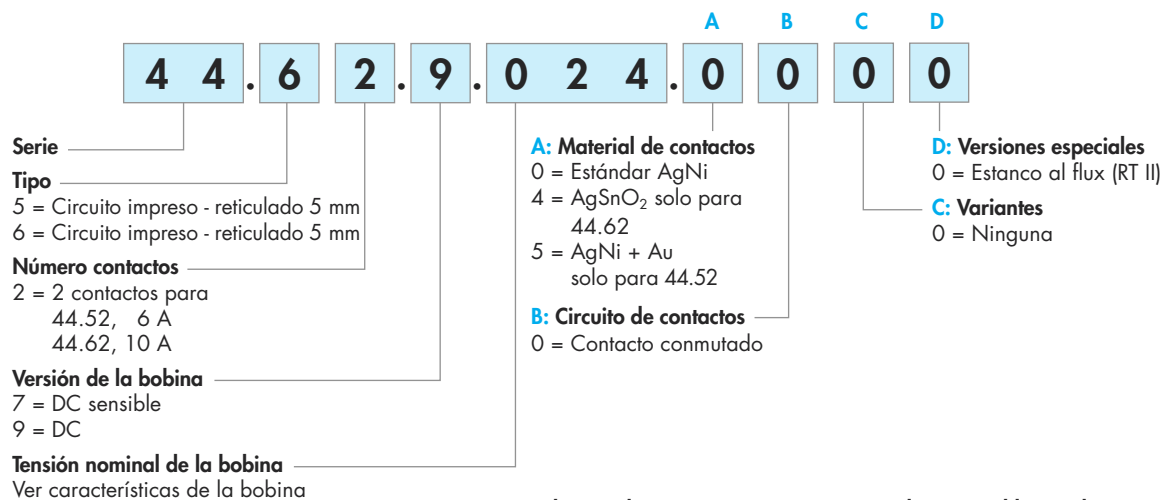 A B C D
4 4 . 6 2 . 9 . 0 2 4 . 0 0 0 0
Serie
Tipo
5 = Circuito impreso - reticulado 5 mm
6 = Circuito impreso - reticulado 5 mm
Número contactos
2 = 2 contactos para
44.52, 6 A
44.62, 10 A
Versión de la bobina
7 = DC sensible
9 = DC
Tensión nominal de la bobina
Ver características de la bobina
A: Material de contactos
0 = Estándar AgNi
4 = AgSnO₂ solo para
44.62
5 = AgNi + Au
solo para 44.52
B: Circuito de contactos
0 = Contacto conmutado
D: Versiones especiales
0 = Estanco al flux (RT II)
C: Variantes
0 = Ninguna